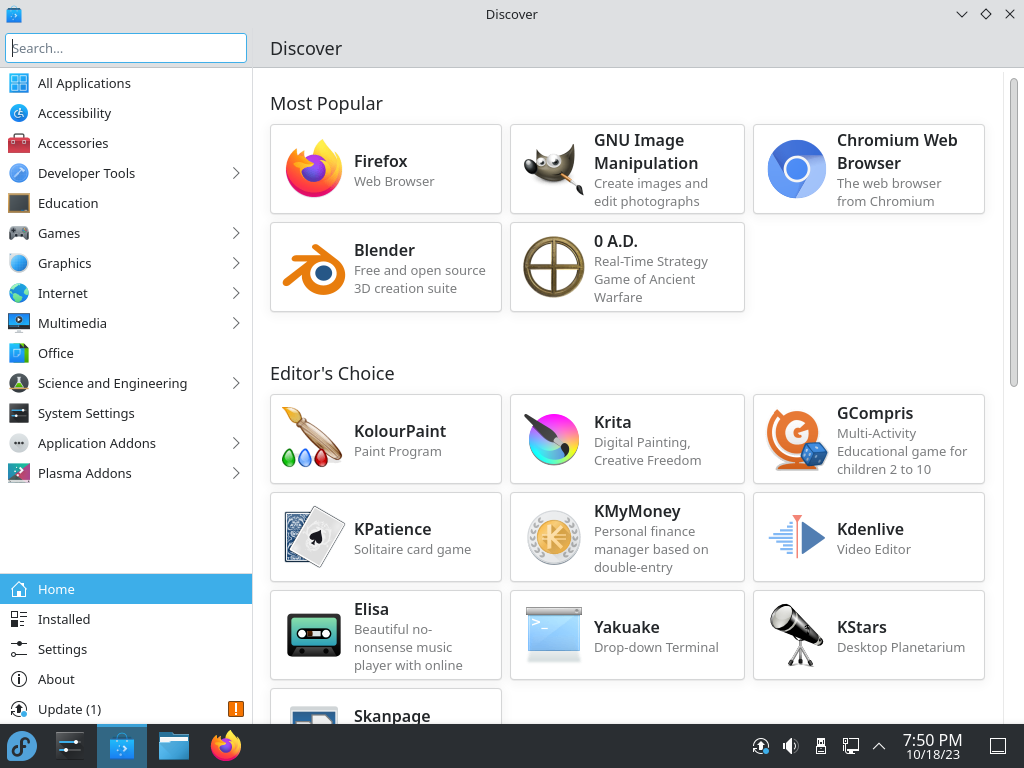 Discover
Search...
Discover
All Applications
Accessibility
Accessories
Developer Tools
Education
Games
Graphics
Internet
Multimedia
Office
Science and Engineering
System Settings
Application Addons
Plasma Addons
Home
Installed
Settings
About
Update (1)
Most Popular
Firefox
Web Browser
GNU Image
Manipulation
Create images and
edit photographs
Chromium Web
Browser
The web browser
from Chromium
Blender
Free and open source
3D creation suite
0 A.D.
Real-Time Strategy
Game of Ancient
Warfare
Editor's Choice
KolourPaint
Paint Program
Krita
Digital Painting,
Creative Freedom
GCompris
Multi-Activity
Educational game for
children 2 to 10
KPatience
Solitaire card game
KMyMoney
Personal finance
manager based on
double-entry
Kdenlive
Video Editor
Elisa
Beautiful no-
nonsense music
player with online
Yakuake
Drop-down Terminal
KStars
Desktop Planetarium
Skanpage
7:50 PM
10/18/23